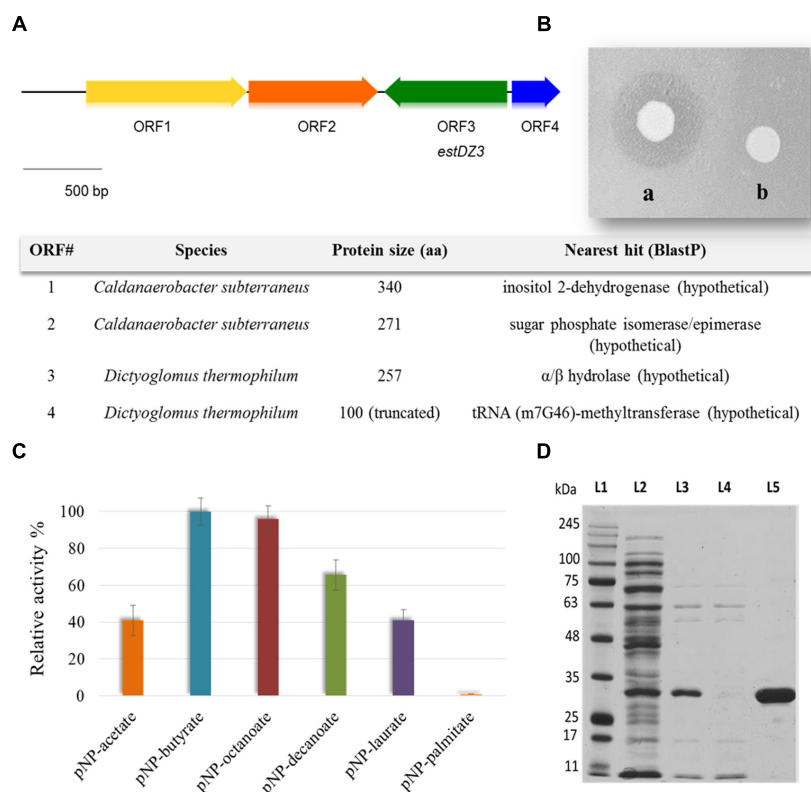 A
B
ORF1 ORF2 ORF3 ORF4
estDZ3
500 bp
a b
ORF# Species Protein size (aa) Nearest hit (BlastP)
1 Caldanaerobacter subterraneus 340 inositol 2-dehydrogenase (hypothetical)
2 Caldanaerobacter subterraneus 271 sugar phosphate isomerase/epimerase
(hypothetical)
3 Dictyoglomus thermophilum 257 α/β hydrolase (hypothetical)
4 Dictyoglomus thermophilum 100 (truncated) tRNA (m7G46)-methyltransferase (hypothetical)
C
Relative activity %
100
80
60
40
20
0
pNP-acetate
pNP-butyrate
pNP-octanoate
pNP-decanoate
pNP-laurate
pNP-palmitate
D
kDa L1 L2 L3 L4 L5
245
100
75
63
48
35
25
17
11